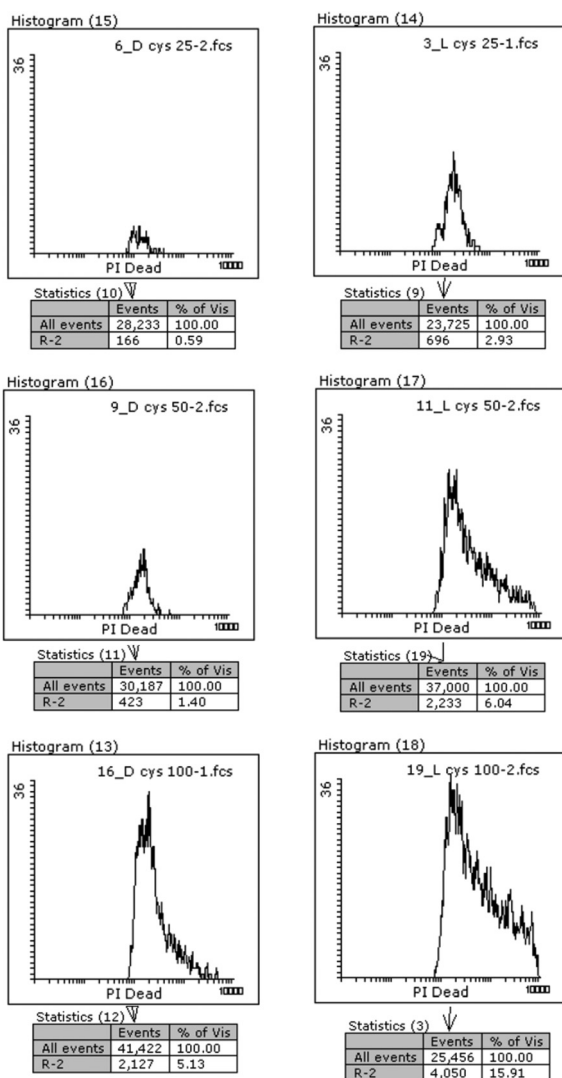 Histogram (15)
6_D cys 25-2.fcs
36
PI Dead
Statistics (10)
Events % of Vis
All events 28,233 100.00
R-2 166 0.59
Histogram (14)
3_L cys 25-1.fcs
36
PI Dead
Statistics (9)
Events % of Vis
All events 23,725 100.00
R-2 696 2.93
Histogram (16)
9_D cys 50-2.fcs
36
PI Dead
Statistics (11)
Events % of Vis
All events 30,187 100.00
R-2 423 1.40
Histogram (17)
11_L cys 50-2.fcs
36
PI Dead
Statistics (19)
Events % of Vis
All events 37,000 100.00
R-2 2,233 6.04
Histogram (13)
16_D cys 100-1.fcs
36
PI Dead
Statistics (12)
Events % of Vis
All events 41,422 100.00
R-2 2,127 5.13
Histogram (18)
19_L cys 100-2.fcs
36
PI Dead
Statistics (3)
Events % of Vis
All events 25,456 100.00
R-2 4,050 15.91